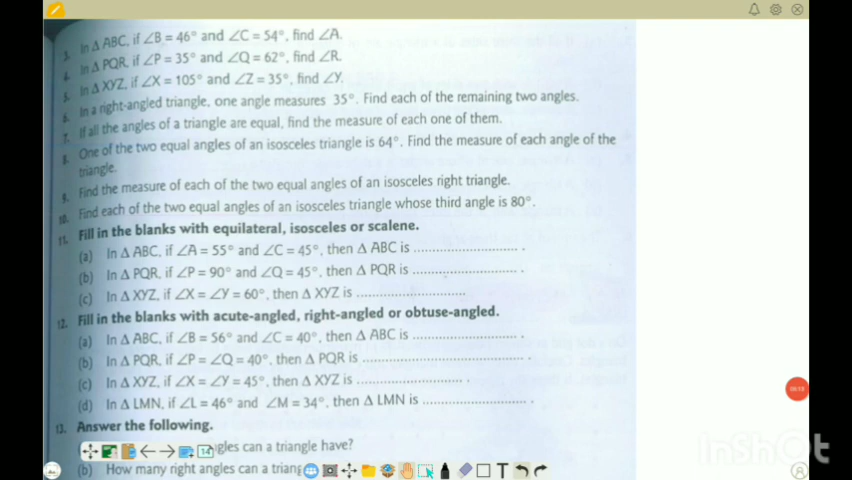 3. In Δ ABC, if ∠B = 46° and ∠C = 54°, find ∠A.
4. In Δ PQR, if ∠P = 35° and ∠Q = 62°, find ∠R.
5. In Δ XYZ, if ∠X = 105° and ∠Z = 35°, find ∠Y.
6. In a right-angled triangle, one angle measures 35°. Find each of the remaining two angles.
7. If all the angles of a triangle are equal, find the measure of each one of them.
8. One of the two equal angles of an isosceles triangle is 64°. Find the measure of each angle of the
triangle.
9. Find the measure of each of the two equal angles of an isosceles right triangle.
10. Find each of the two equal angles of an isosceles triangle whose third angle is 80°.
11. Fill in the blanks with equilateral, isosceles or scalene.
(a) In Δ ABC, if ∠A = 55° and ∠C = 45°, then Δ ABC is ............................ .
(b) In Δ PQR, if ∠P = 90° and ∠Q = 45°, then Δ PQR is ............................ .
(c) In Δ XYZ, if ∠X = ∠Y = 60°, then Δ XYZ is ............................
12. Fill in the blanks with acute-angled, right-angled or obtuse-angled.
(a) In Δ ABC, if ∠B = 56° and ∠C = 40°, then Δ ABC is ............................ .
(b) In Δ PQR, if ∠P = ∠Q = 40°, then Δ PQR is ............................ .
(c) In Δ XYZ, if ∠X = ∠Y = 45°, then Δ XYZ is ............................ .
(d) In Δ LMN, if ∠L = 46° and ∠M = 34°, then Δ LMN is ............................ .
13. Answer the following.
gles can a triangle have?
(b) How many right angles can a triang
14
T
InShOt